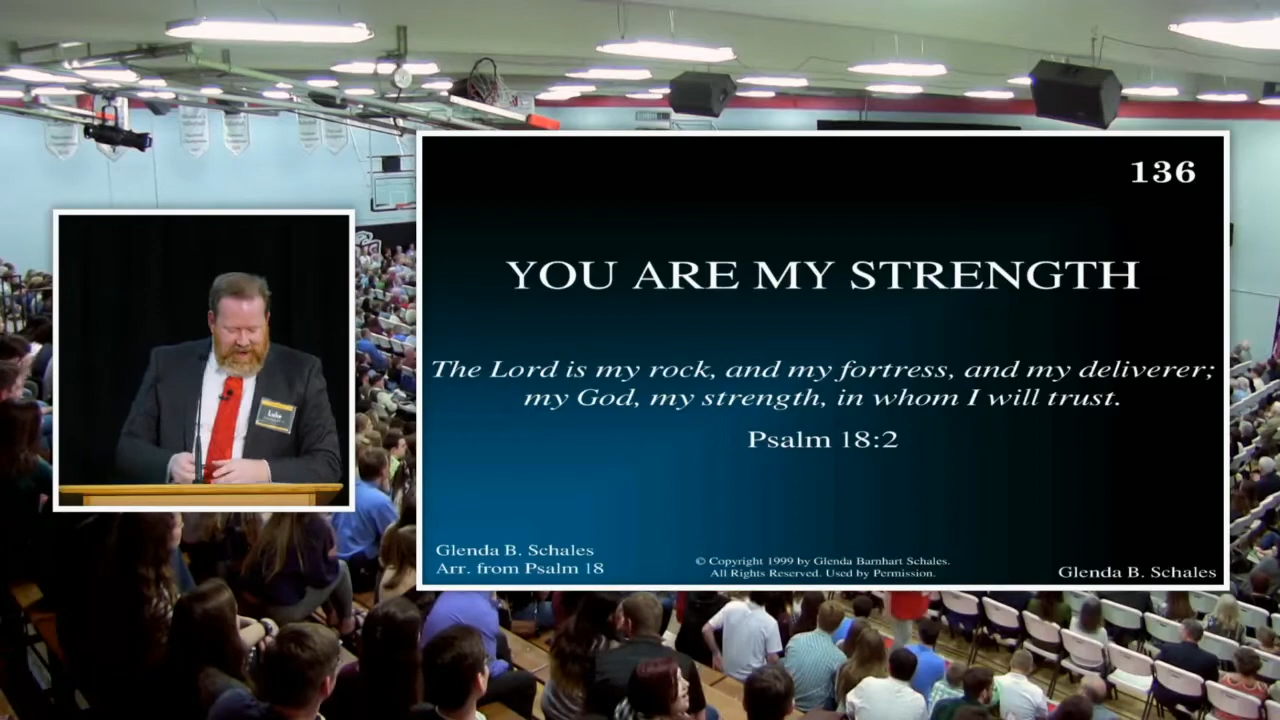 136
YOU ARE MY STRENGTH
The Lord is my rock, and my fortress, and my deliverer;
my God, my strength, in whom I will trust.
Psalm 18:2
Glenda B. Schales
Arr. from Psalm 18
© Copyright 1999 by Glenda Barnhart Schales.
All Rights Reserved. Used by Permission.
Glenda B. Schales
Luke